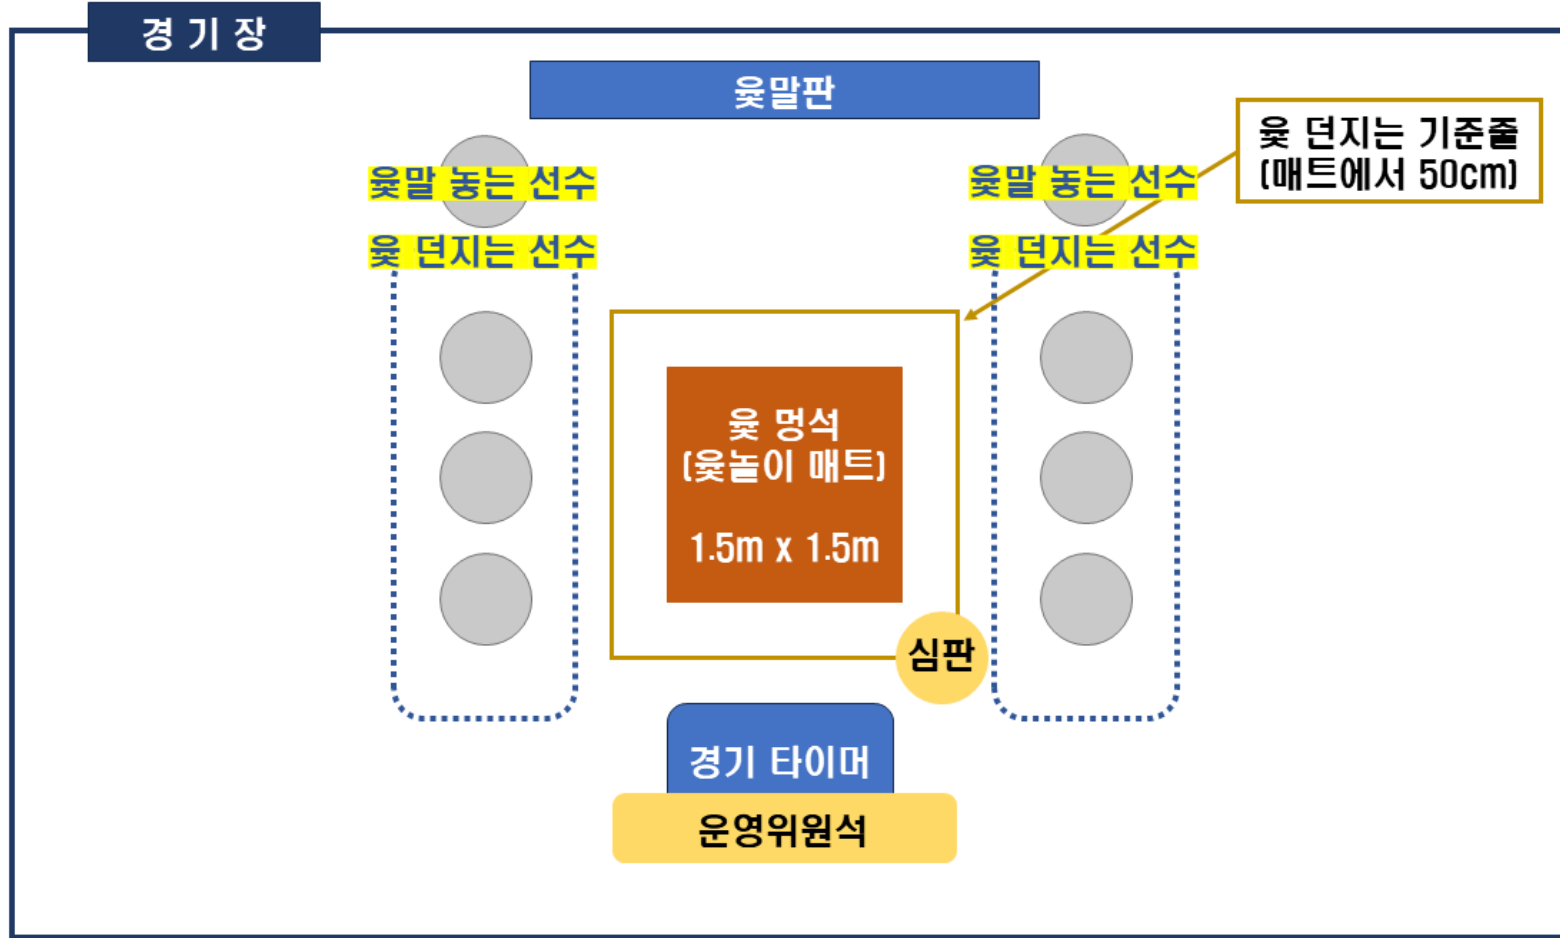 경 기 장
윷말판
윷 던지는 기준줄
(매트에서 50cm)
윷말 놓는 선수
윷말 놓는 선수
윷 던지는 선수
윷 던지는 선수
윷 멍석
(윷놀이 매트)
1.5m x 1.5m
심판
경기 타이머
운영위원석